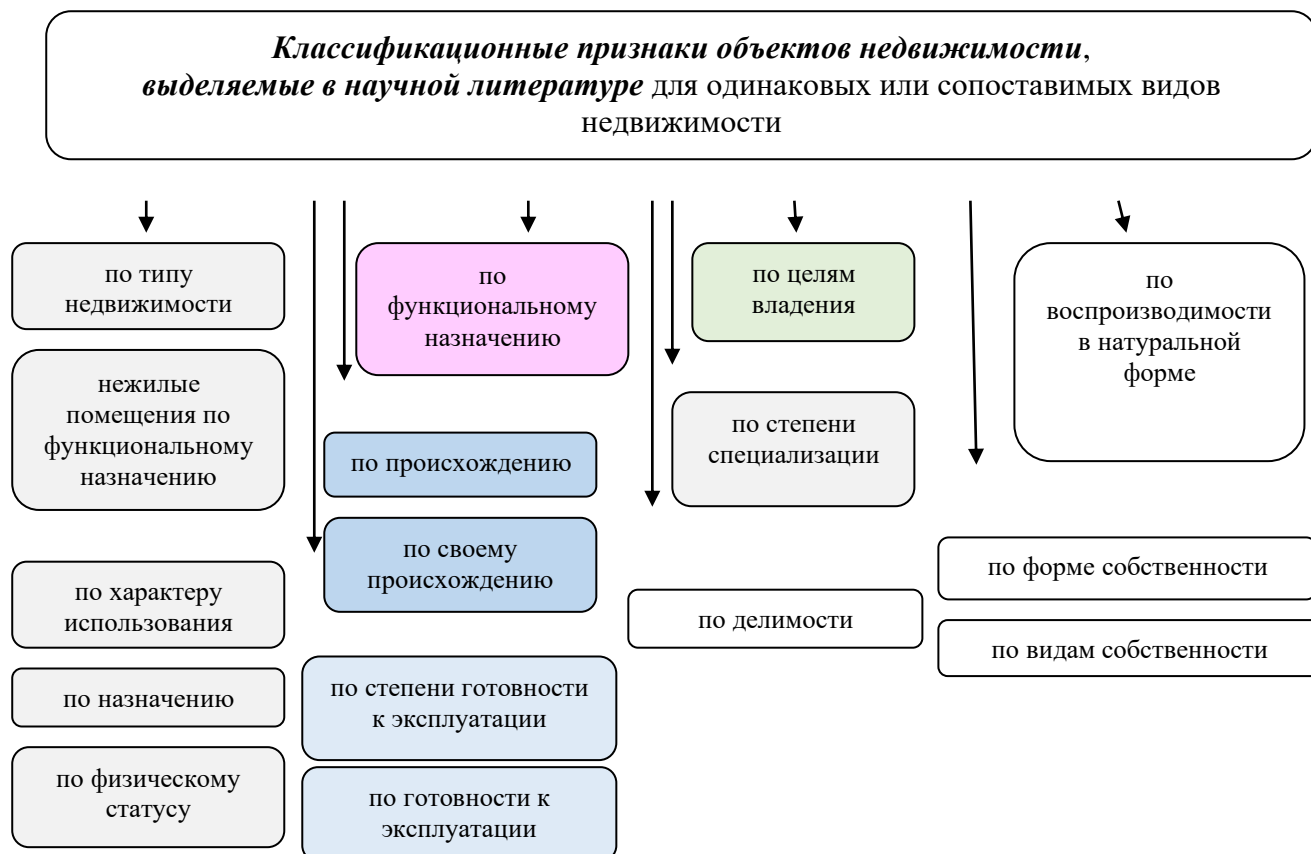 Классификационные признаки объектов недвижимости,
выделяемые в научной литературе для одинаковых или сопоставимых видов
недвижимости
по типу
недвижимости
нежилые
помещения по
функциональному
назначению
по характеру
использования
по назначению
по физическому
статусу
по
функциональному
назначению
по происхождению
по своему
происхождению
по степени готовности
к эксплуатации
по готовности к
эксплуатации
по целям
владения
по степени
специализации
по делимости
по
воспроизводимости
в натуральной
форме
по форме собственности
по видам собственности